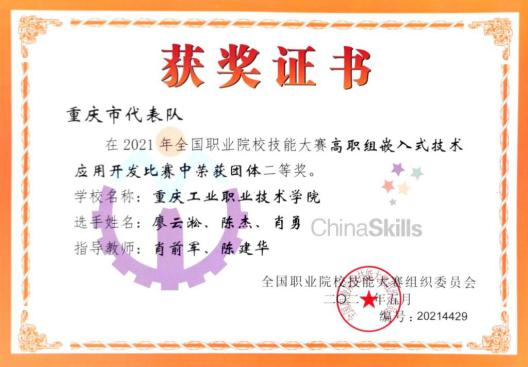 获奖证书
重庆市代表队
在2021年全国职业院校技能大赛高职组嵌入式技术
应用开发比赛中荣获团体二等奖。
学校名称：重庆工业职业技术学院
选手姓名：廖云淞、陈杰、肖勇
ChinaSkills
指导教师：肖前军、陈建华
全国职业院校技能大赛组织委员会
二〇二一年五月
编号：20214429